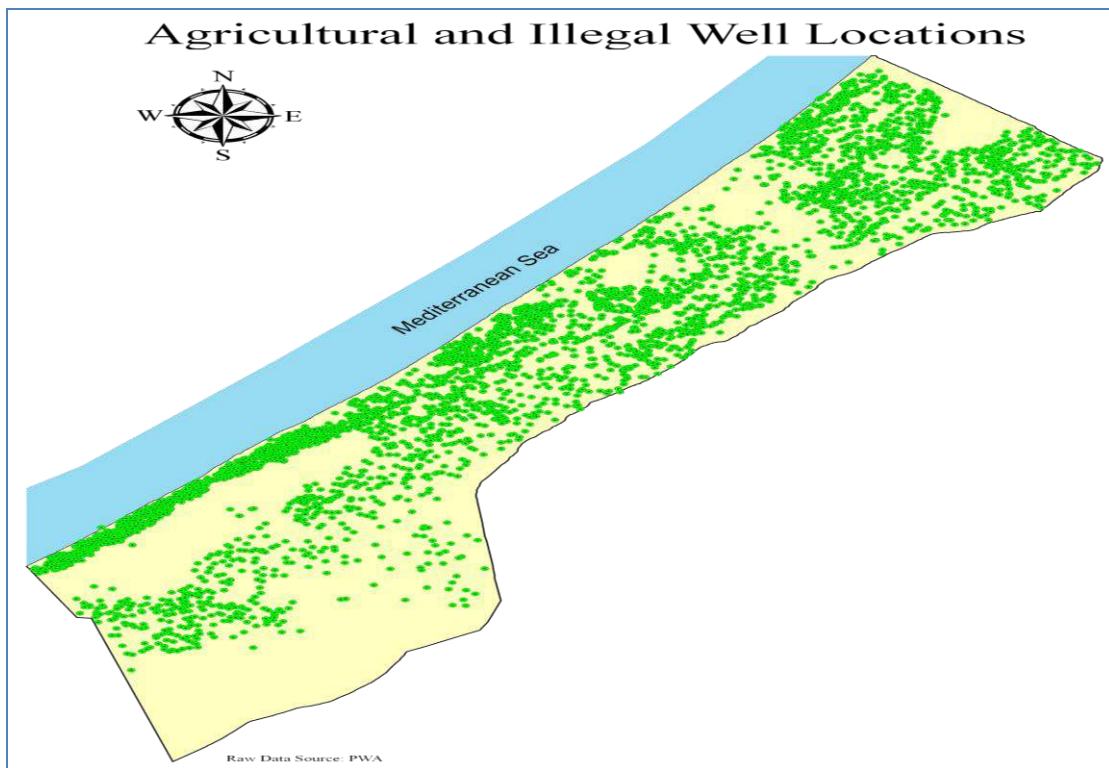 Agricultural and Illegal Well Locations
N
W
E
S
Mediterranean Sea
Raw Data Source: PWA